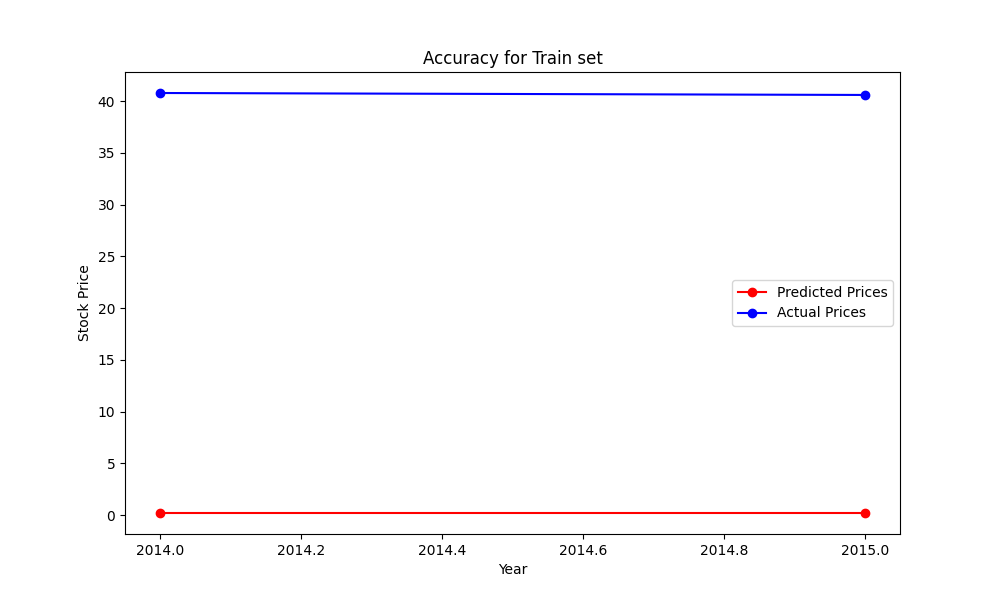 Accuracy for Train set
Stock Price
40
35
30
25
20
15
10
5
0
Predicted Prices
Actual Prices
2014.0 2014.2 2014.4 2014.6 2014.8 2015.0
Year